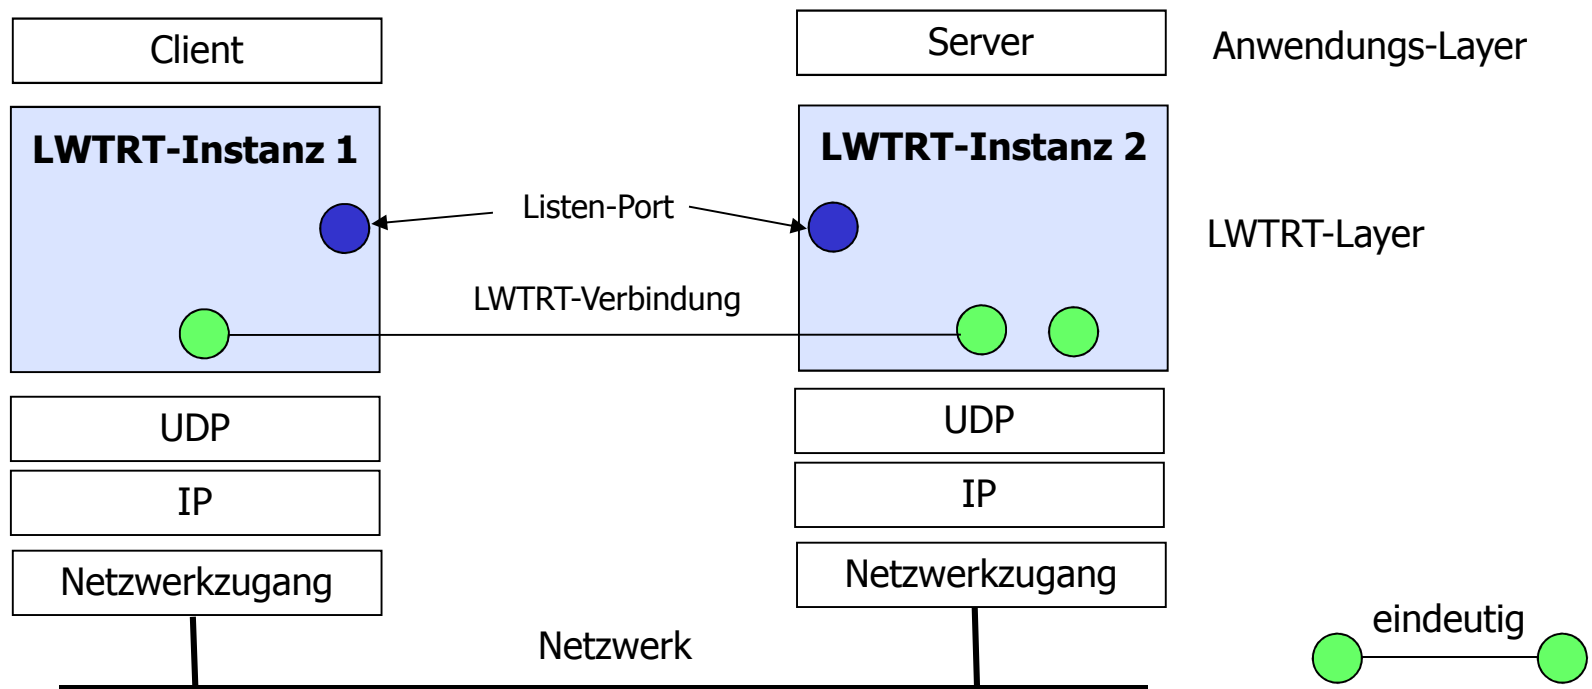 Client
Server
Anwendungs-Layer
LWTRT-Instanz 1
LWTRT-Instanz 2
Listen-Port
LWTRT-Layer
LWTRT-Verbindung
UDP
UDP
IP
IP
Netzwerkzugang
Netzwerkzugang
eindeutig
Netzwerk